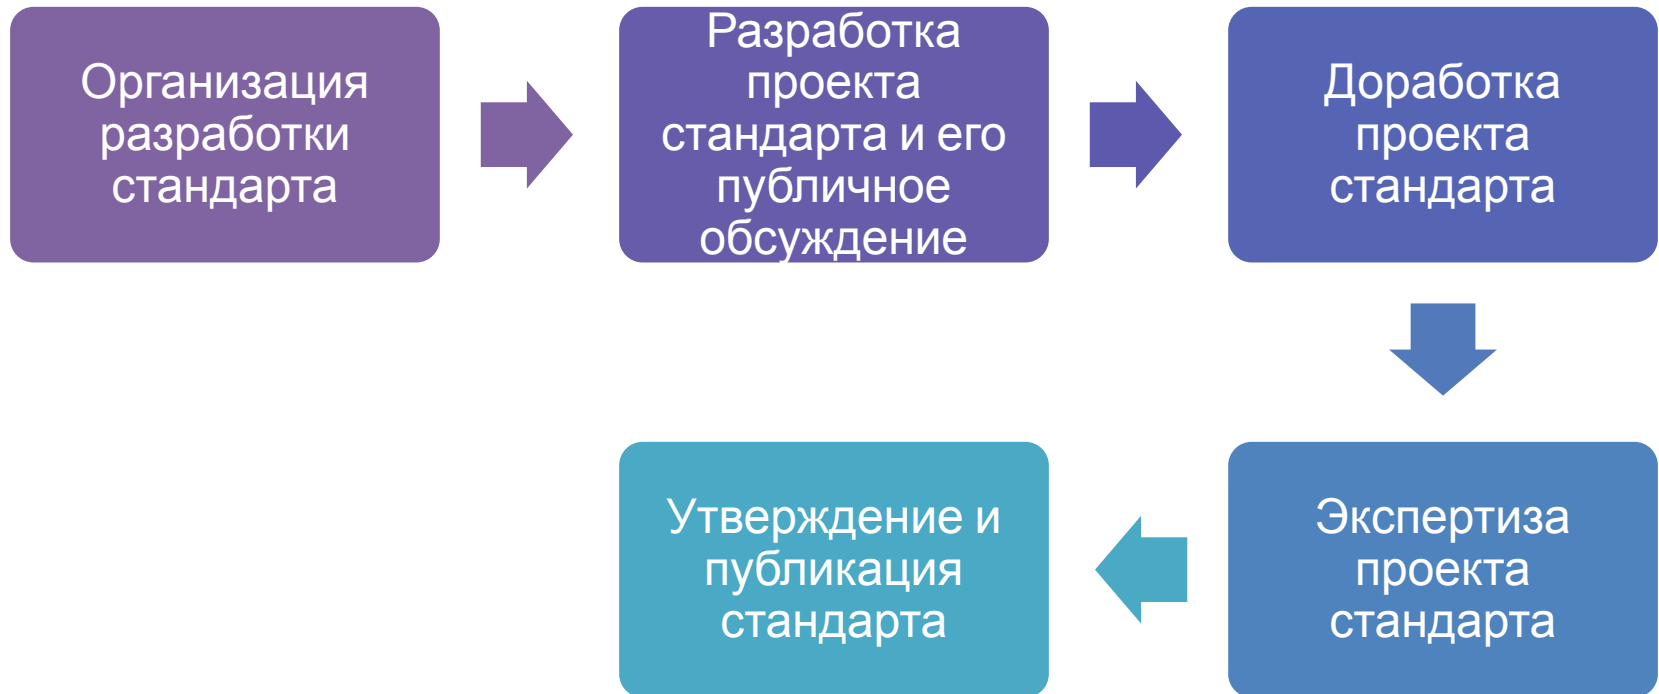 Организация
разработки
стандарта
Разработка
проекта
стандарта и его
публичное
обсуждение
Доработка
проекта
стандарта
Экспертиза
проекта
стандарта
Утверждение и
публикация
стандарта